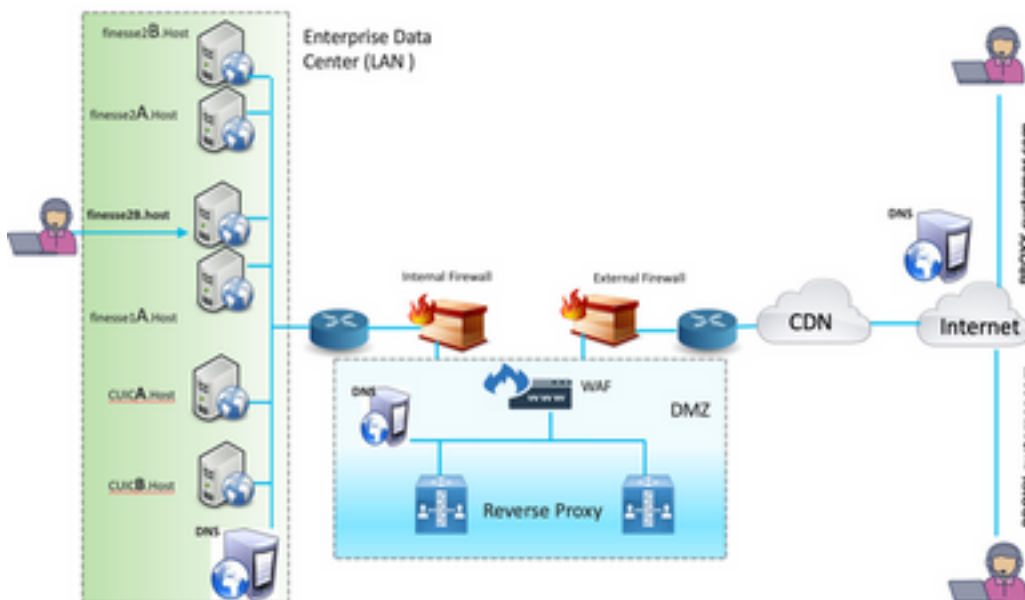 finesse2B.Host
Enterprise Data
Center (LAN )
finesse2A.Host
finesse2B.host
DNS
Internal Firewall
External Firewall
CDN
Internet
finesse1A.Host
DNS
WAF
DMZ
CUICA.Host
CUICB.Host
Reverse Proxy
DNS